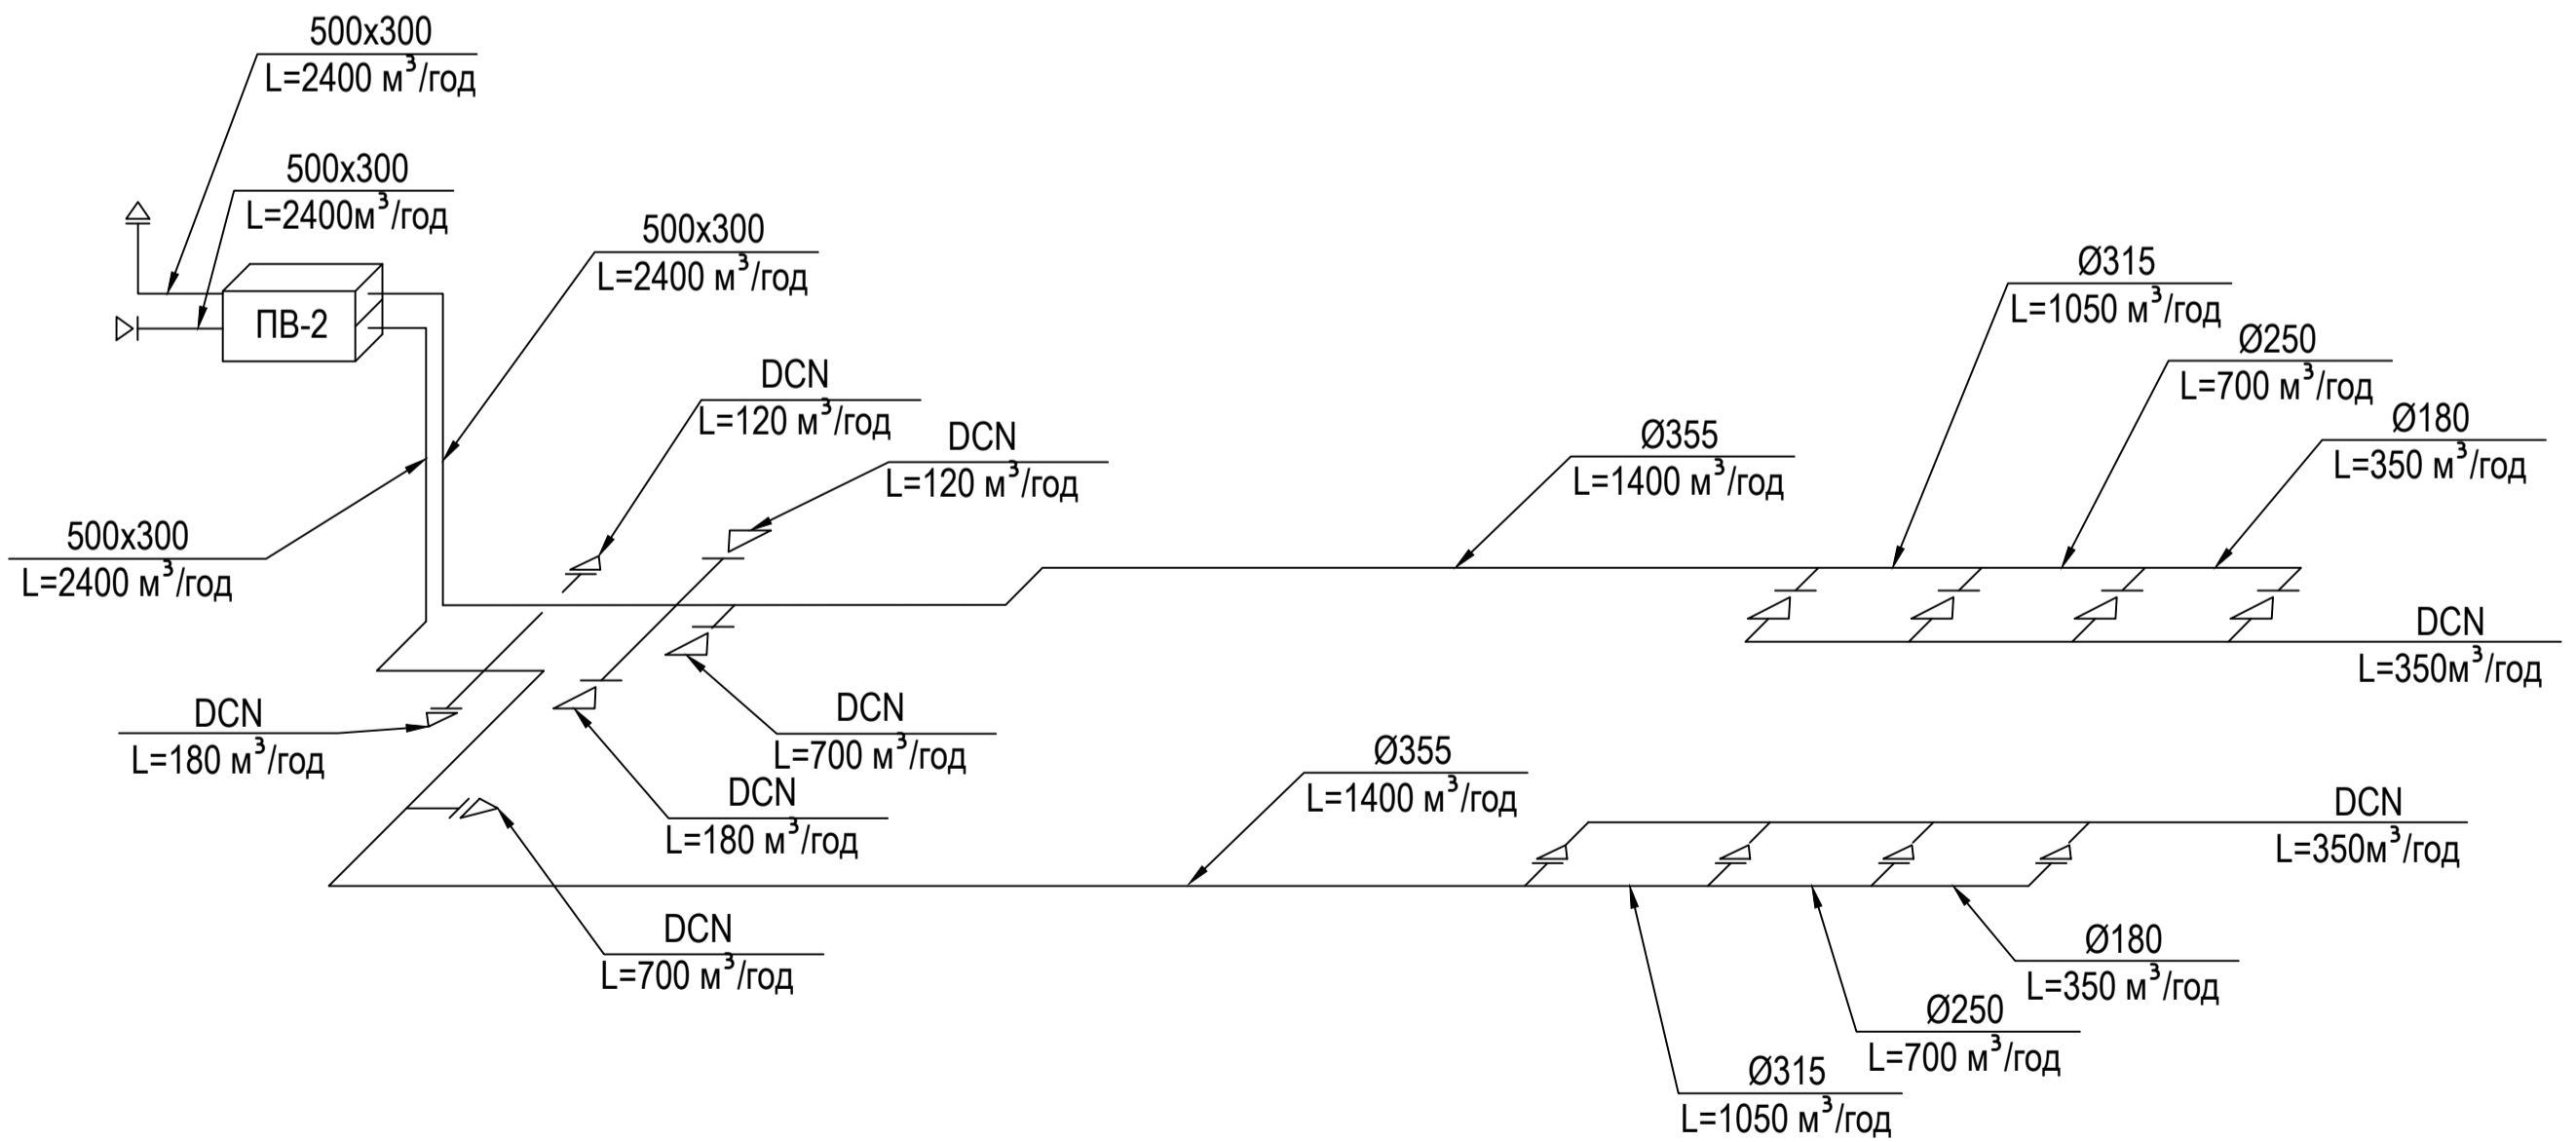 500x300
L=2400 м³/год
500x300
L=2400м³/год
500x300
L=2400 м³/год
ПВ-2
Ø315
L=1050 м³/год
Ø250
L=700 м³/год
DCN
L=120 м³/год
Ø180
L=350 м³/год
DCN
L=120 м³/год
Ø355
L=1400 м³/год
500x300
L=2400 м³/год
DCN
L=350м³/год
DCN
L=180 м³/год
DCN
L=700 м³/год
DCN
L=180 м³/год
Ø355
L=1400 м³/год
DCN
L=350м³/год
DCN
L=700 м³/год
Ø180
L=350 м³/год
Ø250
L=700 м³/год
Ø315
L=1050 м³/год